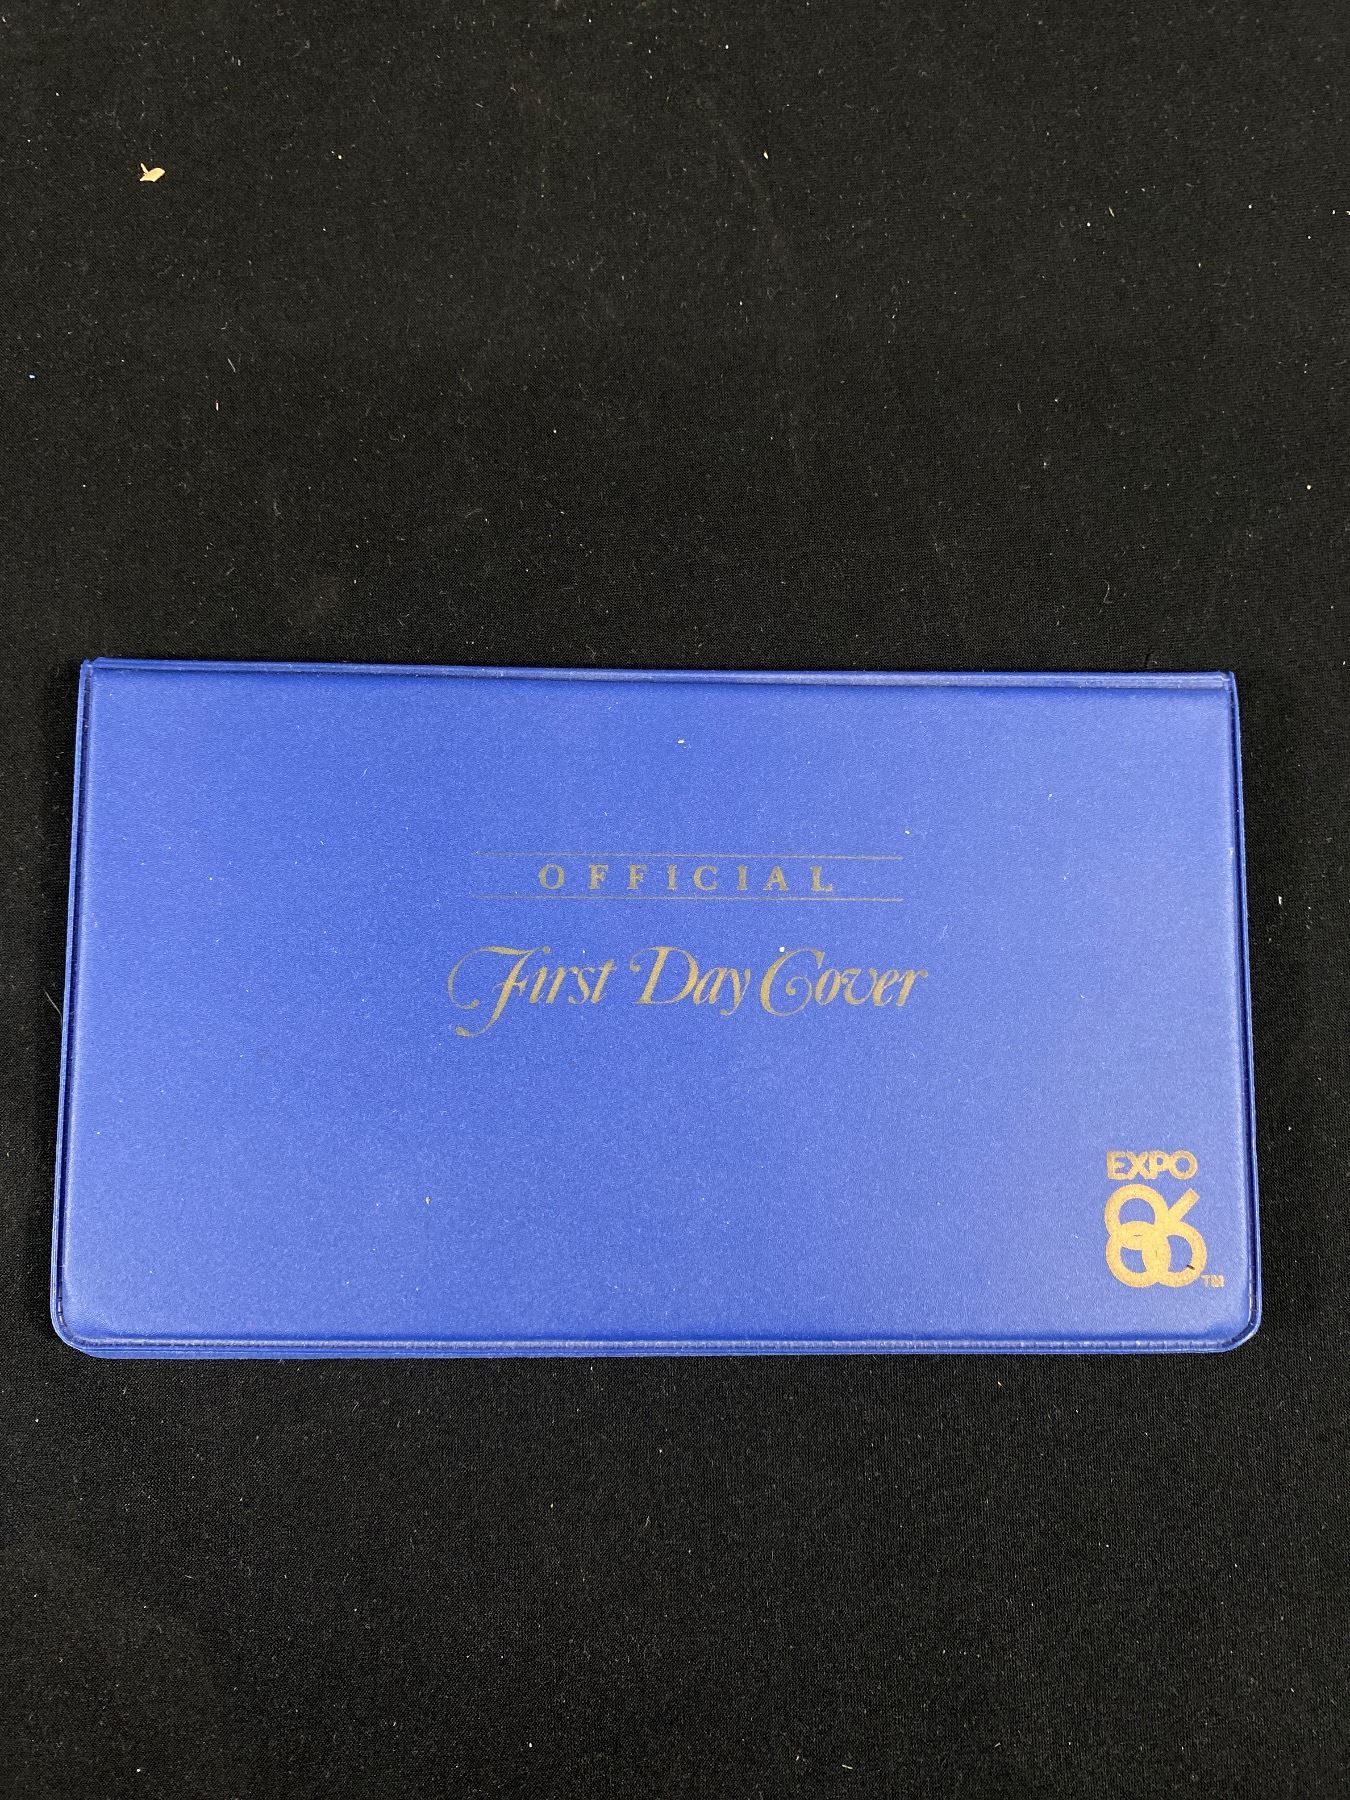 OFFICIAL
First Day Cover
EXPO
86
TM